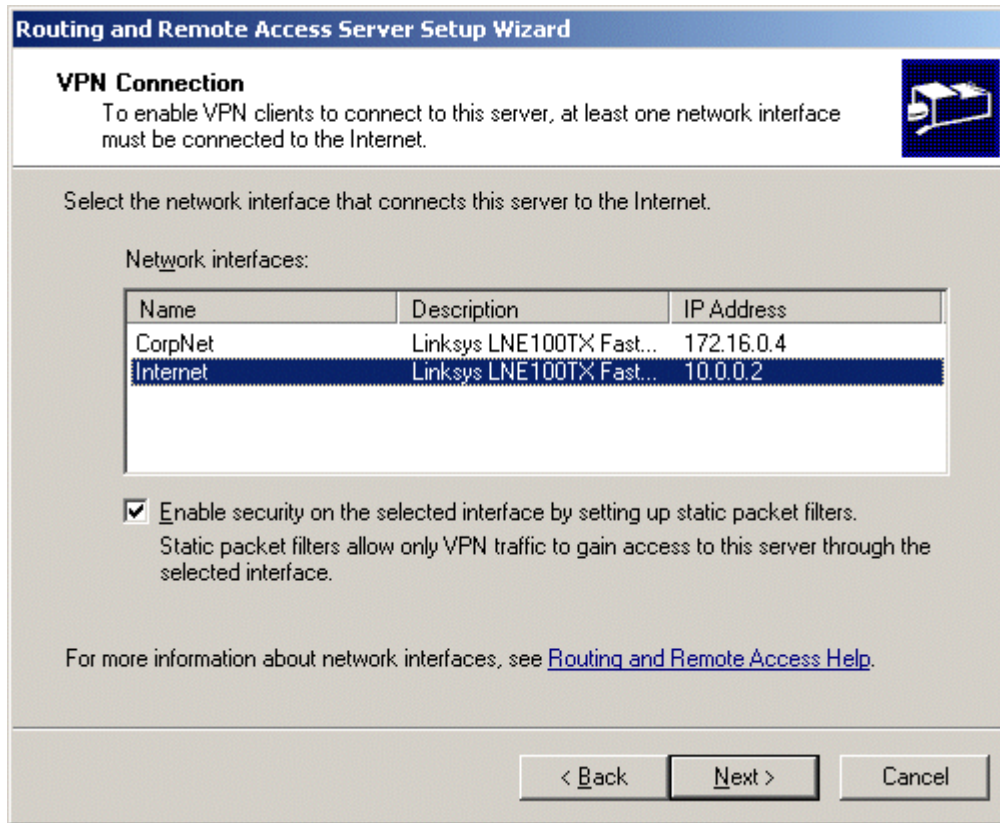 Routing and Remote Access Server Setup Wizard
VPN Connection
To enable VPN clients to connect to this server, at least one network interface
must be connected to the Internet.
Select the network interface that connects this server to the Internet.
Network interfaces:
Name Description IP Address
CorpNet Linksys LNE100TX Fast... 172.16.0.4
Internet Linksys LNE100TX Fast... 10.0.0.2
Enable security on the selected interface by setting up static packet filters.
Static packet filters allow only VPN traffic to gain access to this server through the
selected interface.
For more information about network interfaces, see Routing and Remote Access Help.
< Back Next > Cancel